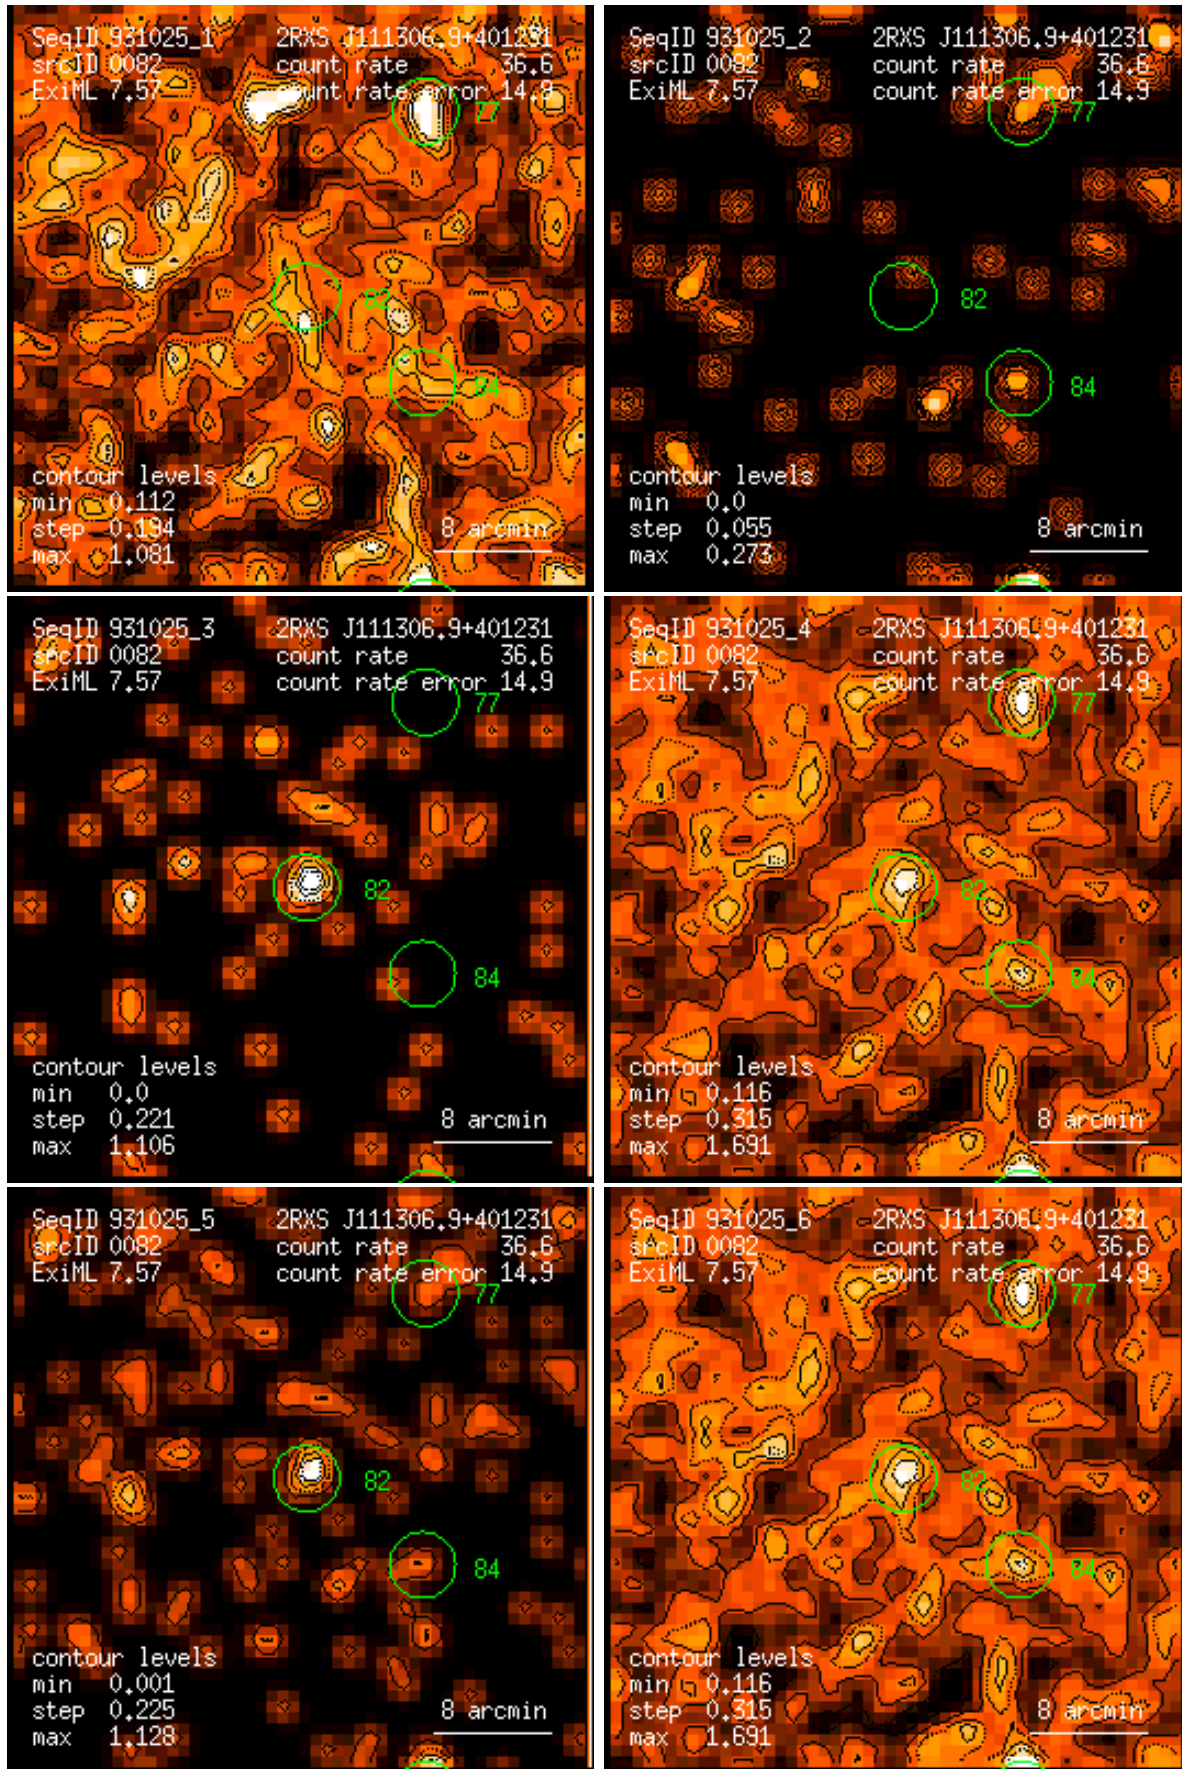 SeqID 931025_1 2RXS J111306.9+401231
srcID 0082 count rate 36.6
ExiML 7.57 count rate error 14.9
77
82
84
contour levels
min 0.112
step 0.194 8 arcmin
max 1.081
SeqID 931025_2 2RXS J111306.9+401231
srcID 0082 count rate 36.6
ExiML 7.57 count rate error 14.9
77
82
84
contour levels
min 0.0
step 0.055 8 arcmin
max 0.273
SeqID 931025_3 2RXS J111306.9+401231
srcID 0082 count rate 36.6
ExiML 7.57 count rate error 14.9
77
82
84
contour levels
min 0.0
step 0.221 8 arcmin
max 1.106
SeqID 931025_4 2RXS J111306.9+401231
srcID 0082 count rate 36.6
ExiML 7.57 count rate error 14.9
77
82
84
contour levels
min 0.116
step 0.315 8 arcmin
max 1.691
SeqID 931025_5 2RXS J111306.9+401231
srcID 0082 count rate 36.6
ExiML 7.57 count rate error 14.9
77
82
84
contour levels
min 0.001
step 0.225 8 arcmin
max 1.128
SeqID 931025_6 2RXS J111306.9+401231
srcID 0082 count rate 36.6
ExiML 7.57 count rate error 14.9
77
82
84
contour levels
min 0.116
step 0.315 8 arcmin
max 1.691